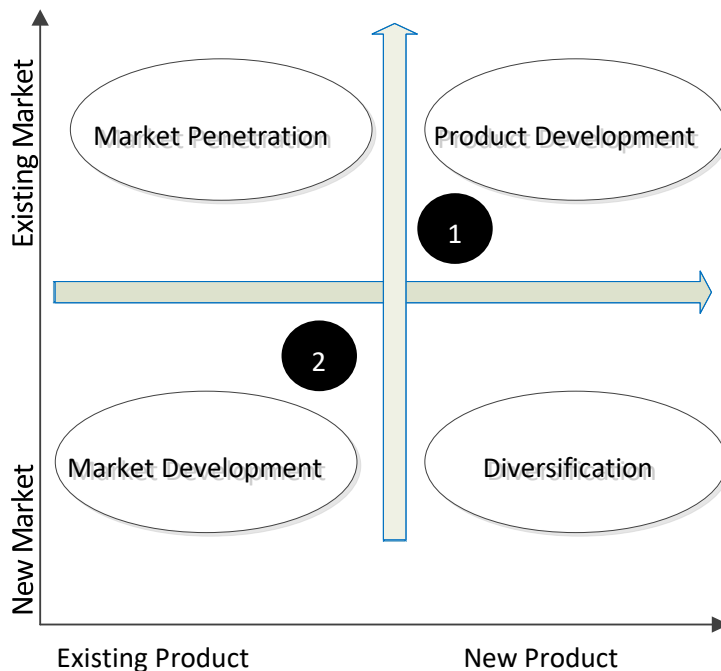 Existing Market
Market Penetration
Product Development
1
2
New Market
Market Development
Diversification
Existing Product
New Product